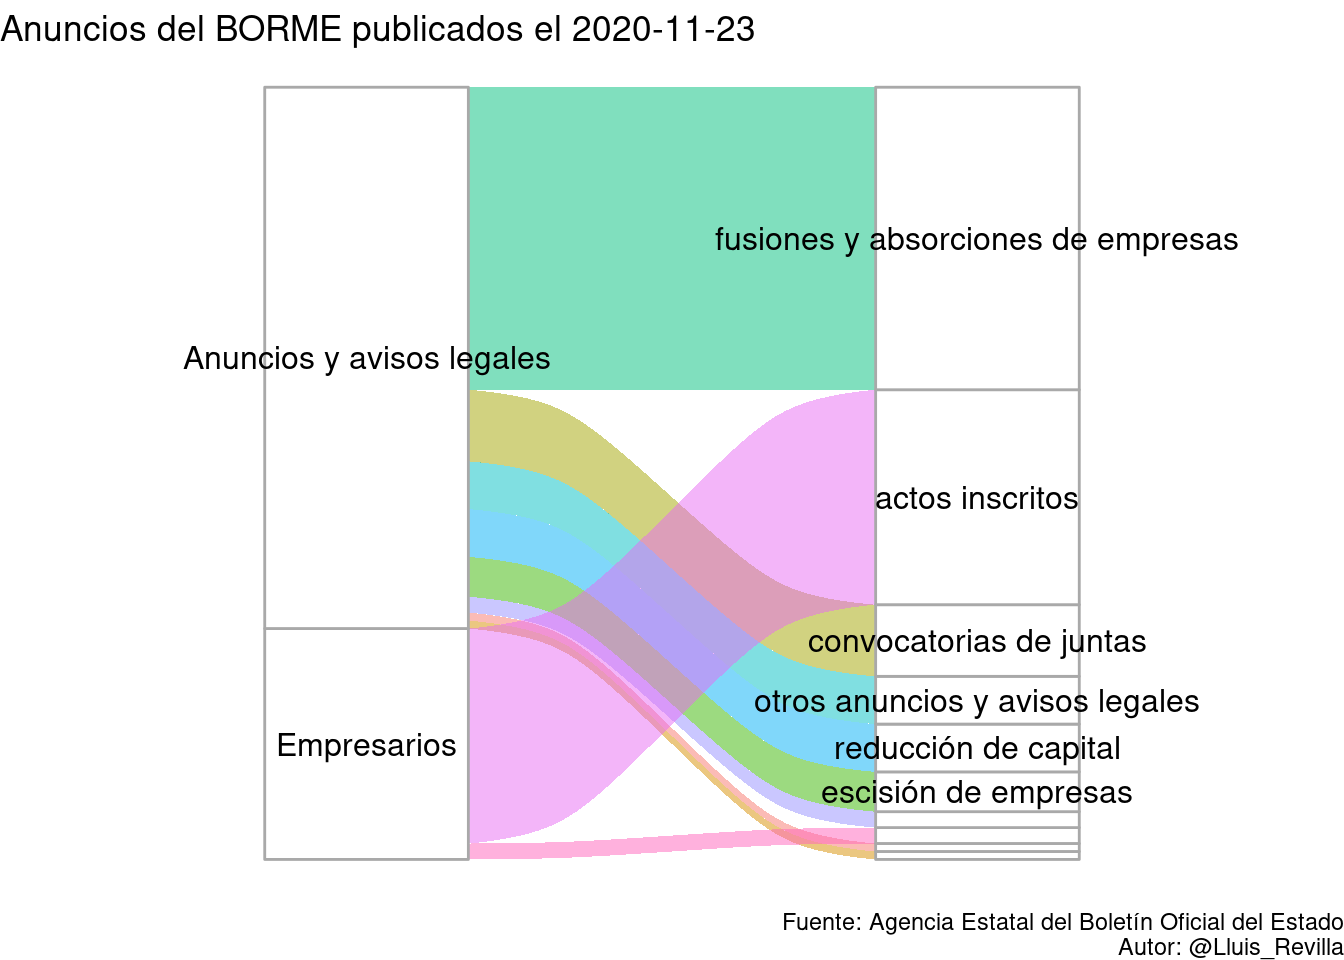 Anuncios del BORME publicados el 2020-11-23
fusiones y absorciones de empresas
Anuncios y avisos legales
actos inscritos
convocatorias de juntas
otros anuncios y avisos legales
Empresarios
reducción de capital
escisión de empresas
Fuente: Agencia Estatal del Boletín Oficial del Estado
Autor: @Lluis_Revilla